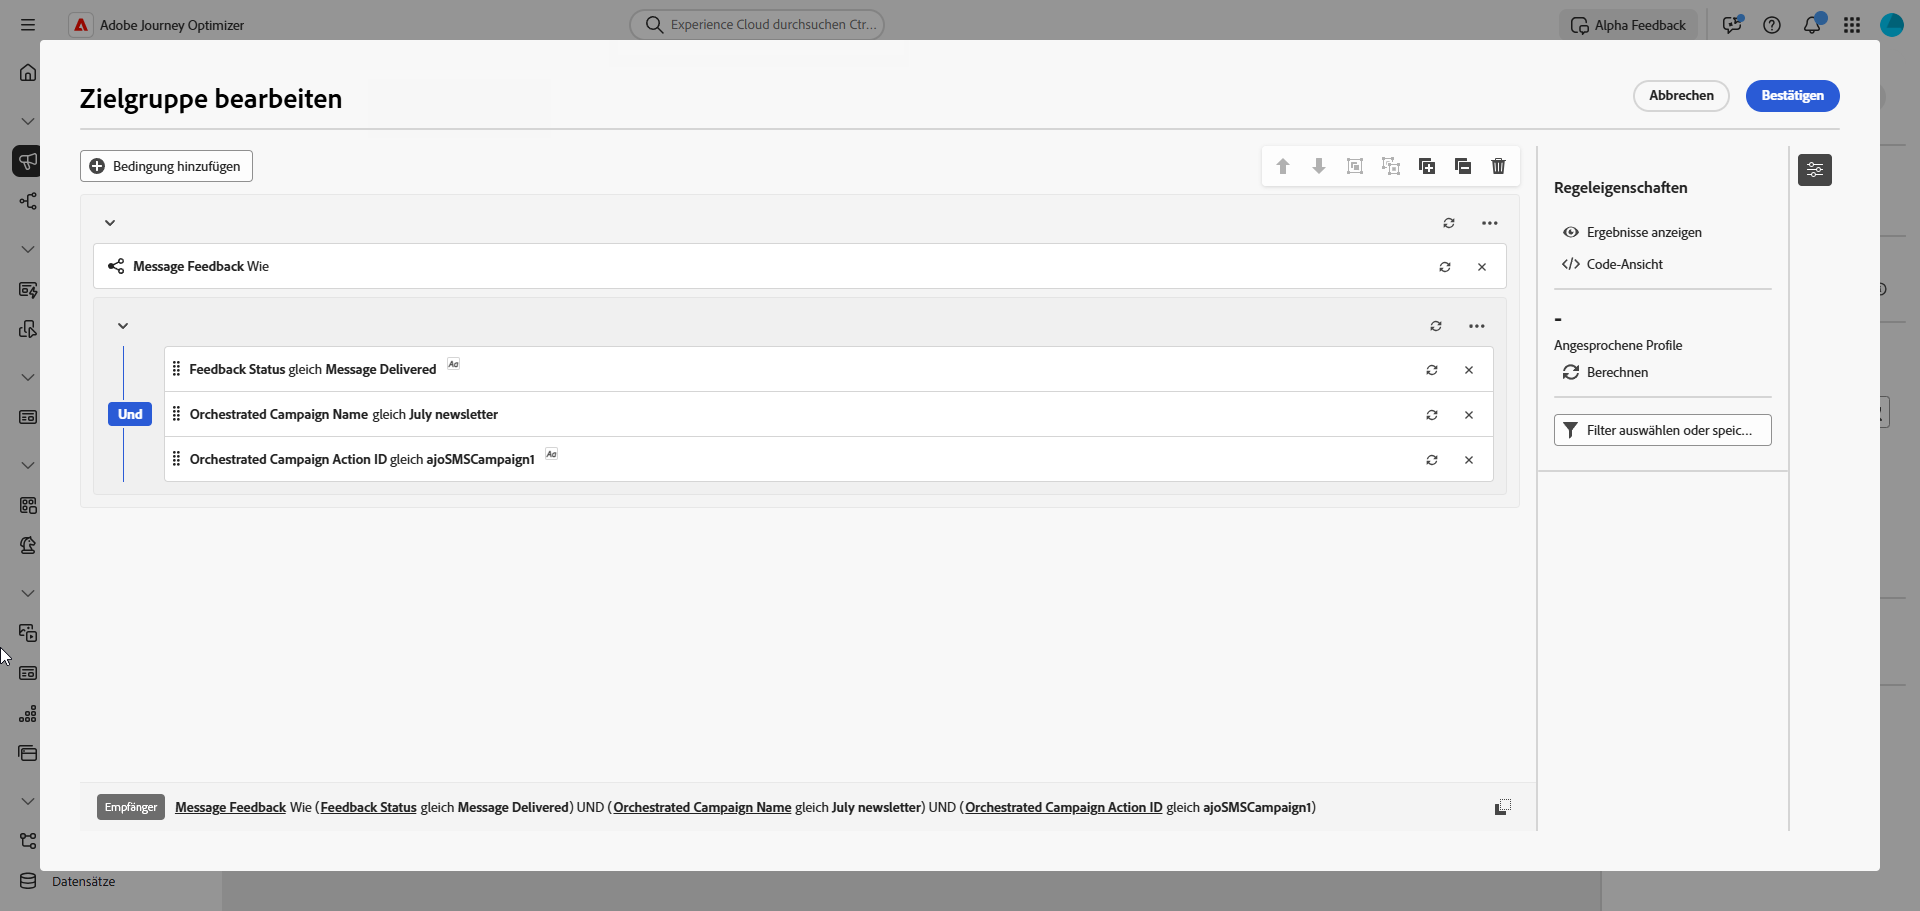 Adobe Journey Optimizer
Experience Cloud durchsuchen Ctr...
Alpha Feedback
Zielgruppe bearbeiten
Abbrechen
Bestätigen
Bedingung hinzufügen
Message Feedback Wie
Feedback Status gleich Message Delivered Aa
Und
Orchestrated Campaign Name gleich July newsletter
Orchestrated Campaign Action ID gleich ajoSMSCampaign1 Aa
Regeleigenschaften
Ergebnisse anzeigen
Code-Ansicht
-
Angesprochene Profile
Berechnen
Filter auswählen oder speic...
Empfänger Message Feedback Wie (Feedback Status gleich Message Delivered) UND (Orchestrated Campaign Name gleich July newsletter) UND (Orchestrated Campaign Action ID gleich ajoSMSCampaign1)
Datensätze